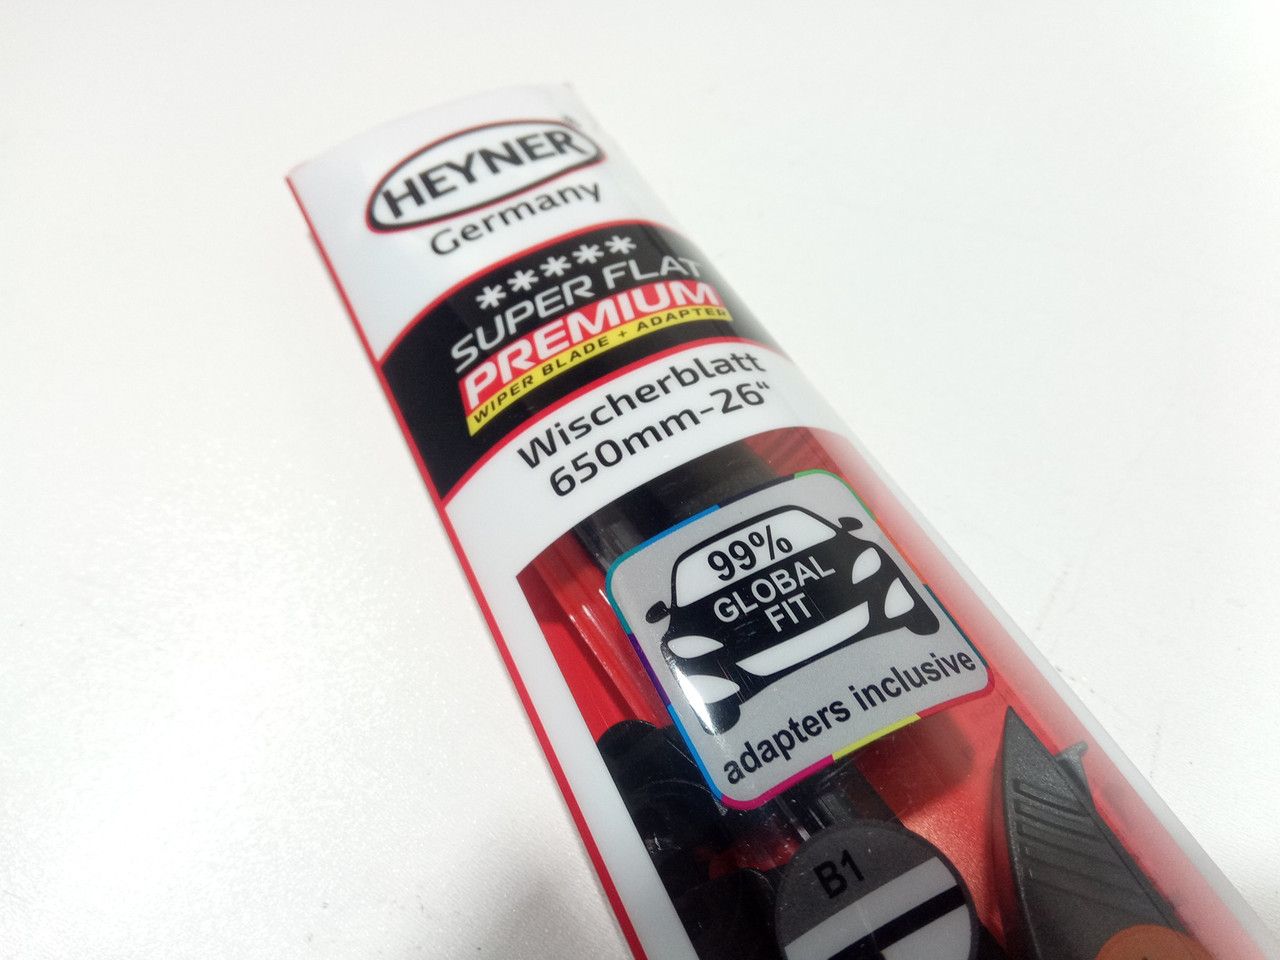 HEYNER
Germany
*****
SUPER FLAT
PREMIUM
WIPER BLADE + ADAPTER
Wischerblatt
650mm-26“
99%
GLOBAL
FIT
adapters inclusive
B1